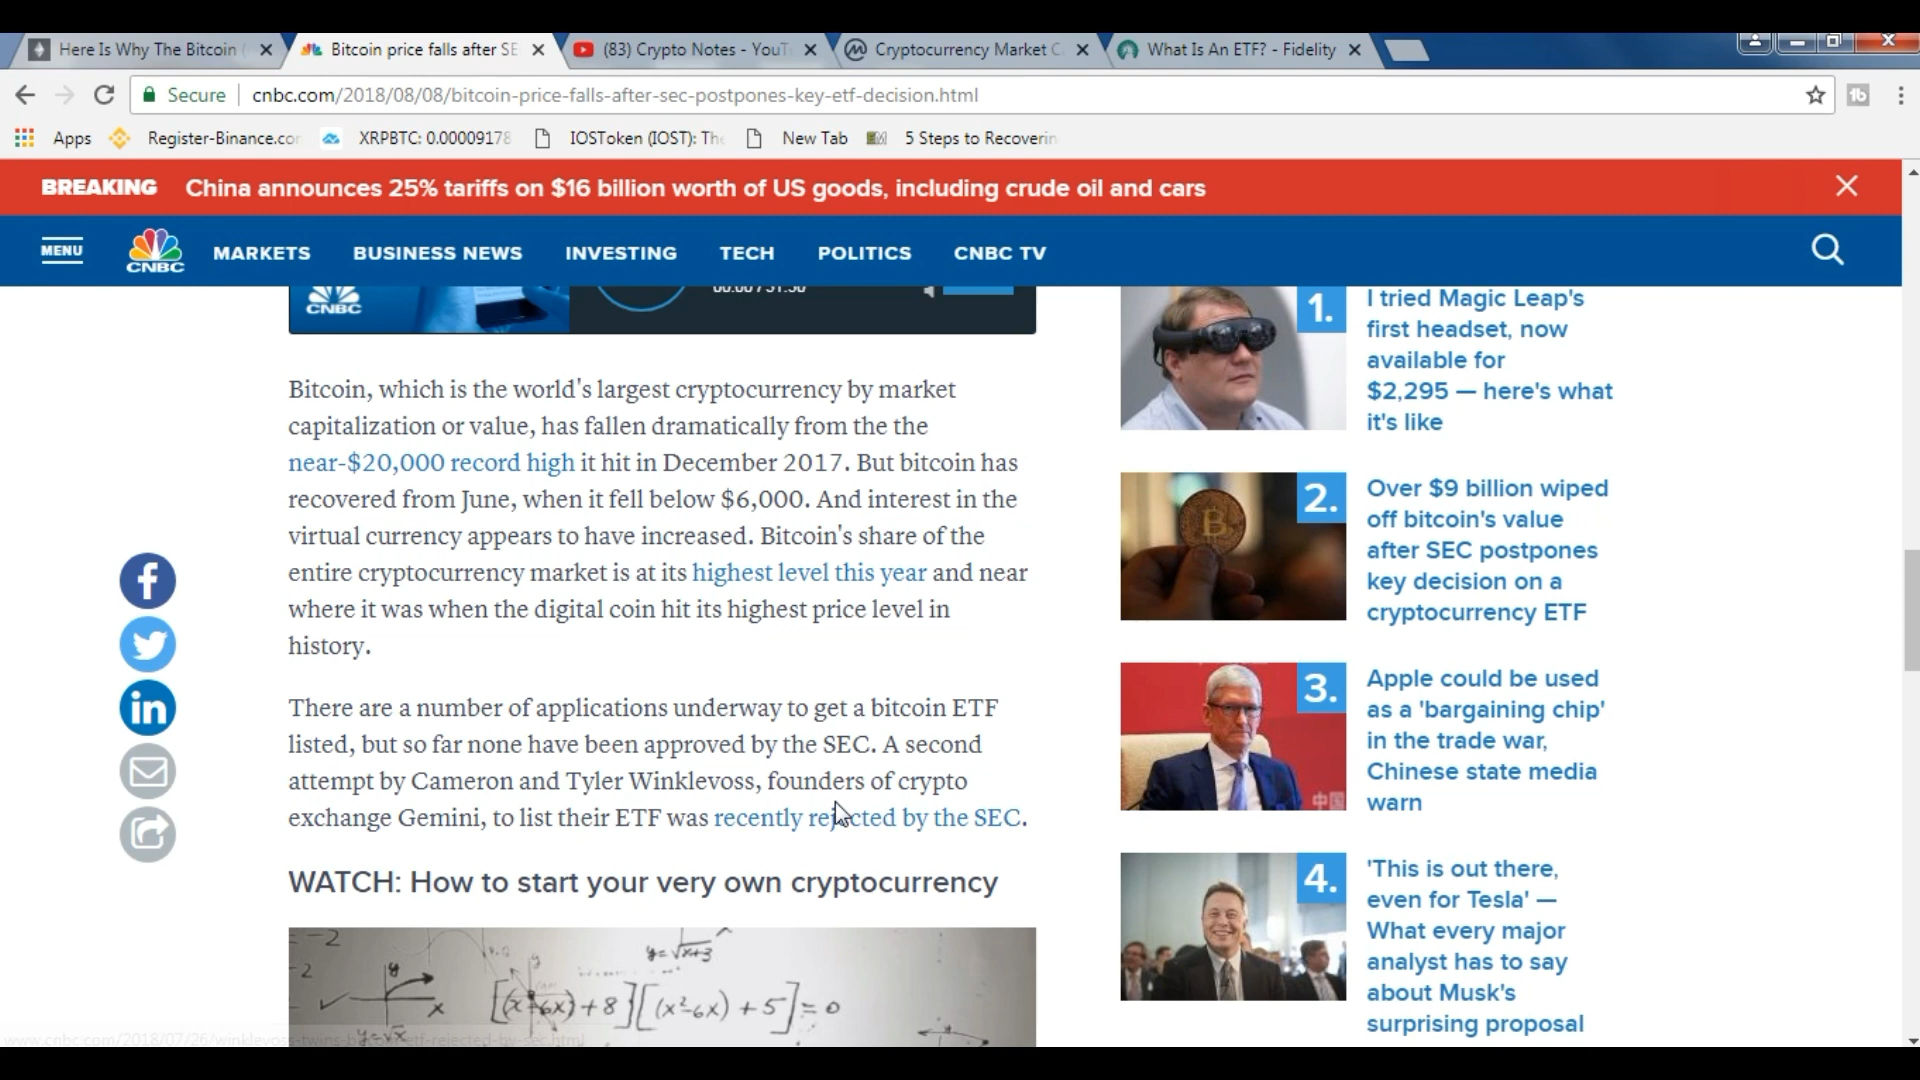 Here Is Why The Bitcoin
Bitcoin price falls after SE
(83) Crypto Notes - YouT
Cryptocurrency Market C
What Is An ETF? - Fidelity
Secure
cnbc.com/2018/08/08/bitcoin-price-falls-after-sec-postpones-key-etf-decision.html
Apps
Register-Binance.co
XRPBTC: 0.00009178
IOSToken (IOST): Th
New Tab
5 Steps to Recoverin
BREAKING China announces 25% tariffs on $16 billion worth of US goods, including crude oil and cars
MENU
CNBC
MARKETS
BUSINESS NEWS
INVESTING
TECH
POLITICS
CNBC TV
CNBC
Bitcoin, which is the world's largest cryptocurrency by market
capitalization or value, has fallen dramatically from the the
near-$20,000 record high it hit in December 2017. But bitcoin has
recovered from June, when it fell below $6,000. And interest in the
virtual currency appears to have increased. Bitcoin's share of the
entire cryptocurrency market is at its highest level this year and near
where it was when the digital coin hit its highest price level in
history.
There are a number of applications underway to get a bitcoin ETF
listed, but so far none have been approved by the SEC. A second
attempt by Cameron and Tyler Winklevoss, founders of crypto
exchange Gemini, to list their ETF was recently rejected by the SEC.
WATCH: How to start your very own cryptocurrency
y=√x+3
[(x²-6x)+8][(x²-6x)+5]=0
y=√x
1.
I tried Magic Leap's
first headset, now
available for
$2,295 — here's what
it's like
2.
Over $9 billion wiped
off bitcoin's value
after SEC postpones
key decision on a
cryptocurrency ETF
3.
Apple could be used
as a 'bargaining chip'
in the trade war,
Chinese state media
warn
4.
'This is out there,
even for Tesla' —
What every major
analyst has to say
about Musk's
surprising proposal